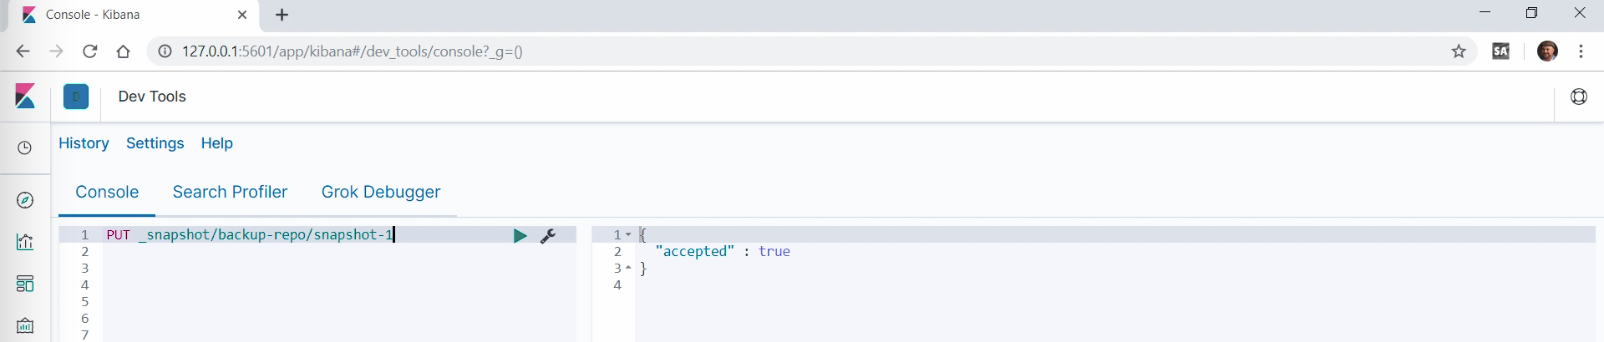 Console - Kibana
127.0.0.1:5601/app/kibana#/dev_tools/console?_g=()
SA
D
Dev Tools
History Settings Help
Console Search Profiler Grok Debugger
1 PUT _snapshot/backup-repo/snapshot-1
2
3
4
5
6
7
1 {
2 "accepted" : true
3 }
4